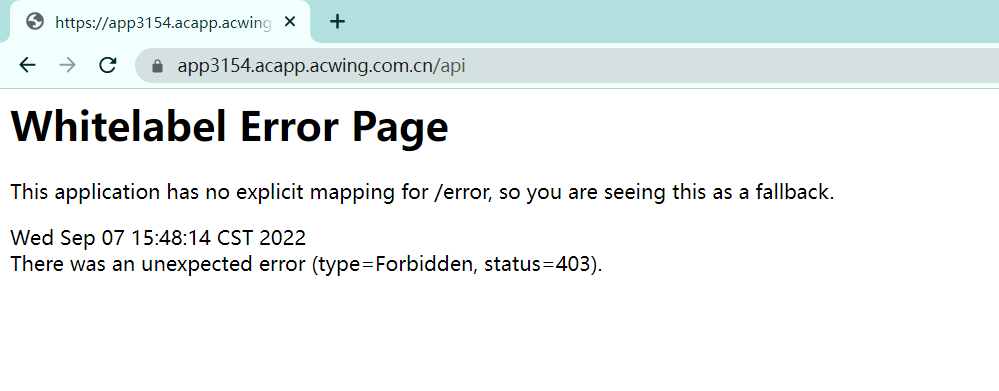 https://app3154.acapp.acwing
app3154.acapp.acwing.com.cn/api
Whitelabel Error Page
This application has no explicit mapping for /error, so you are seeing this as a fallback.
Wed Sep 07 15:48:14 CST 2022
There was an unexpected error (type=Forbidden, status=403).